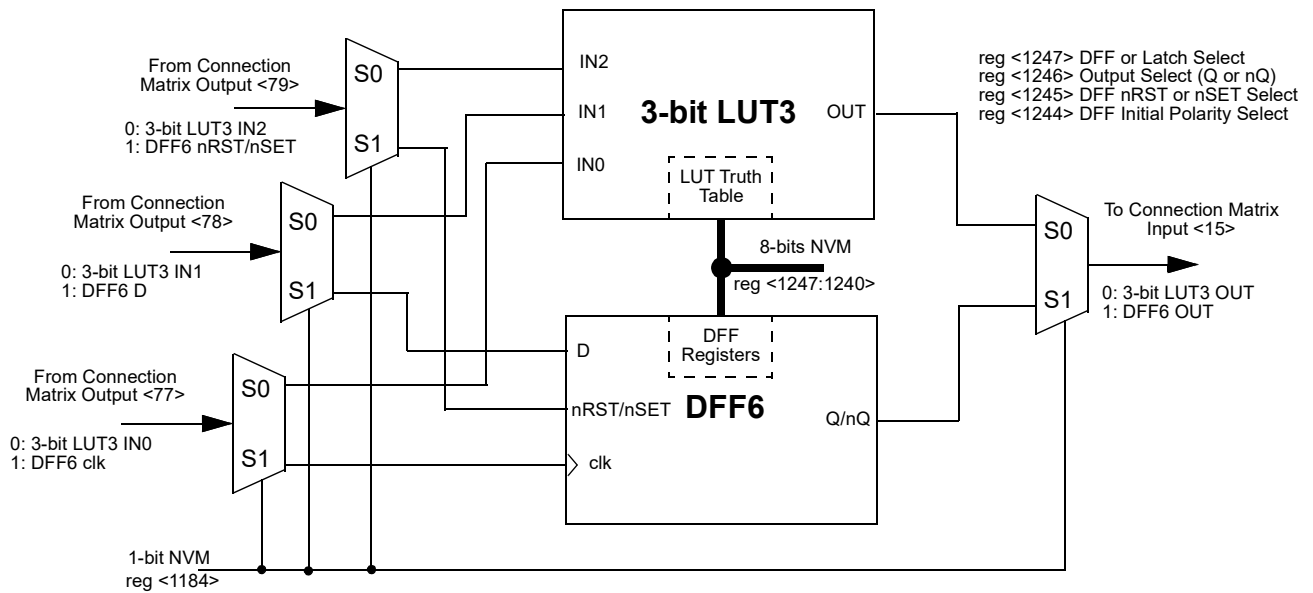 From Connection
Matrix Output <79>
0: 3-bit LUT3 IN2
1: DFF6 nRST/nSET
S0
S1
From Connection
Matrix Output <78>
0: 3-bit LUT3 IN1
1: DFF6 D
S0
S1
From Connection
Matrix Output <77>
0: 3-bit LUT3 IN0
1: DFF6 clk
S0
S1
1-bit NVM
reg <1184>
IN2
IN1
IN0
3-bit LUT3
OUT
LUT Truth
Table
8-bits NVM
reg <1247:1240>
DFF
Registers
D
nRST/nSET
clk
DFF6
Q/nQ
reg <1247> DFF or Latch Select
reg <1246> Output Select (Q or nQ)
reg <1245> DFF nRST or nSET Select
reg <1244> DFF Initial Polarity Select
S0
S1
To Connection Matrix
Input <15>
0: 3-bit LUT3 OUT
1: DFF6 OUT